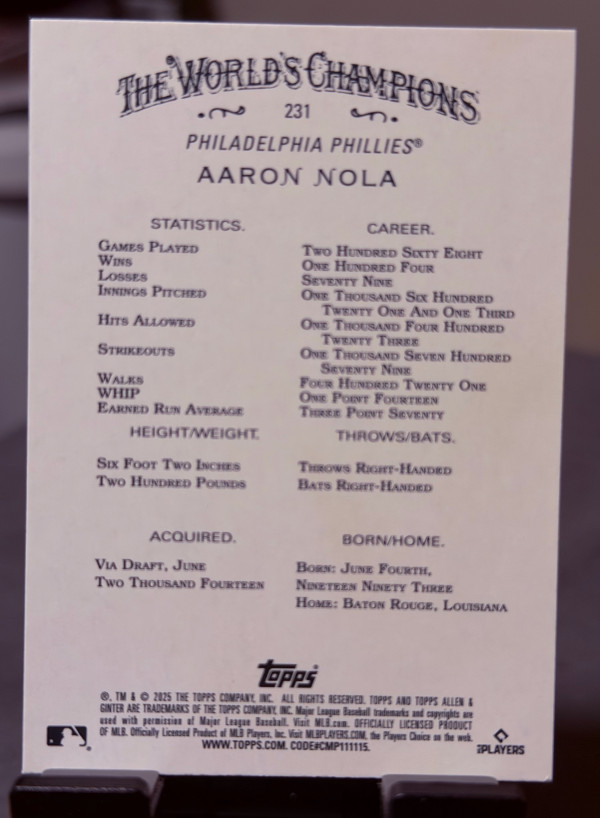 THE WORLD'S CHAMPIONS
231
PHILADELPHIA PHILLIES®
AARON NOLA
STATISTICS. CAREER.
GAMES PLAYED TWO HUNDRED SIXTY EIGHT
WINS ONE HUNDRED FOUR
LOSSES SEVENTY NINE
INNINGS PITCHED ONE THOUSAND SIX HUNDRED
TWENTY ONE AND ONE THIRD
HITS ALLOWED ONE THOUSAND FOUR HUNDRED
TWENTY THREE
STRIKEOUTS ONE THOUSAND SEVEN HUNDRED
SEVENTY NINE
WALKS FOUR HUNDRED TWENTY ONE
WHIP ONE POINT FOURTEEN
EARNED RUN AVERAGE THREE POINT SEVENTY
HEIGHT/WEIGHT. THROWS/BATS.
SIX FOOT TWO INCHES THROWS RIGHT-HANDED
TWO HUNDRED POUNDS BATS RIGHT-HANDED
ACQUIRED. BORN/HOME.
VIA DRAFT, JUNE BORN: JUNE FOURTH,
TWO THOUSAND FOURTEEN NINETEEN NINETY THREE
HOME: BATON ROUGE, LOUISIANA
Topps®
®, TM & © 2025 THE TOPPS COMPANY, INC. ALL RIGHTS RESERVED. TOPPS AND TOPPS ALLEN &
GINTER ARE TRADEMARKS OF THE TOPPS COMPANY, INC. Major League Baseball trademarks and copyrights are
used with permission of Major League Baseball. Visit MLB.com. OFFICIALLY LICENSED PRODUCT
OF MLB. Officially Licensed Product of MLB Players, Inc. Visit MLBPLAYERS.COM, the Players Choice on the web.
WWW.TOPPS.COM. CODE#CMP111115.
MLB PLAYERS